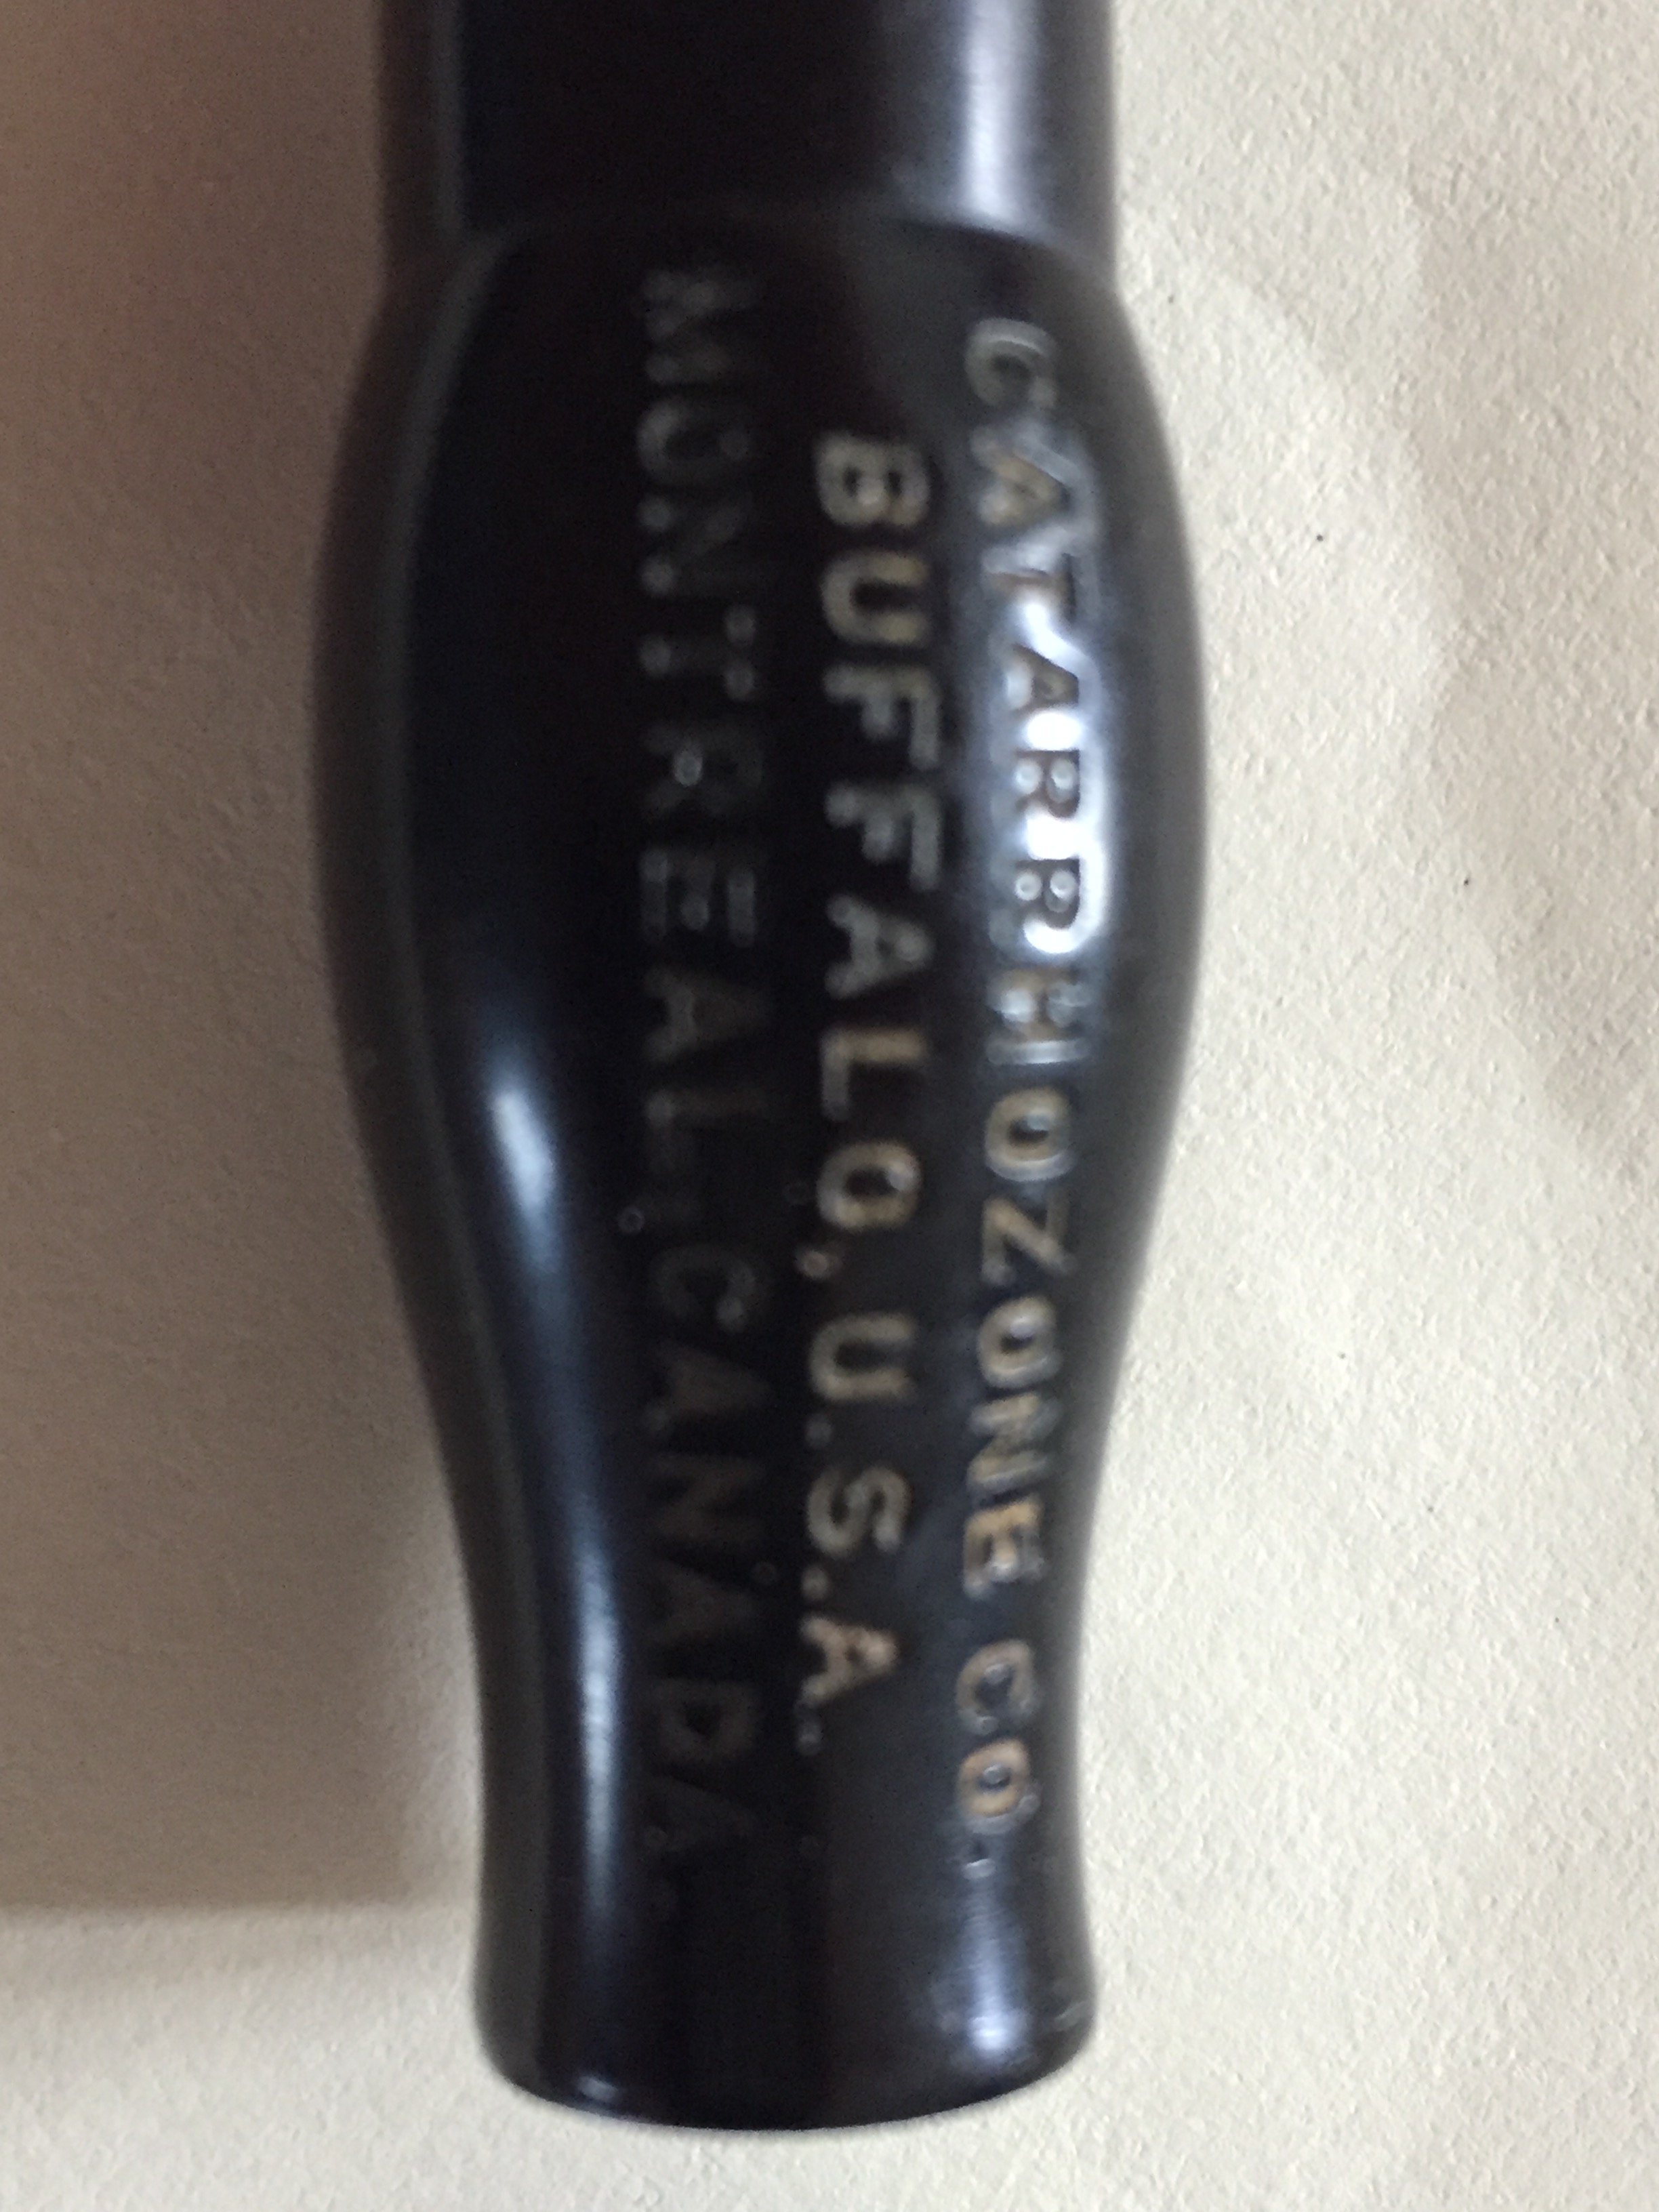 CATARRHOZONE CO.
BUFFALO, U.S.A.
MONTREAL, CANADA.